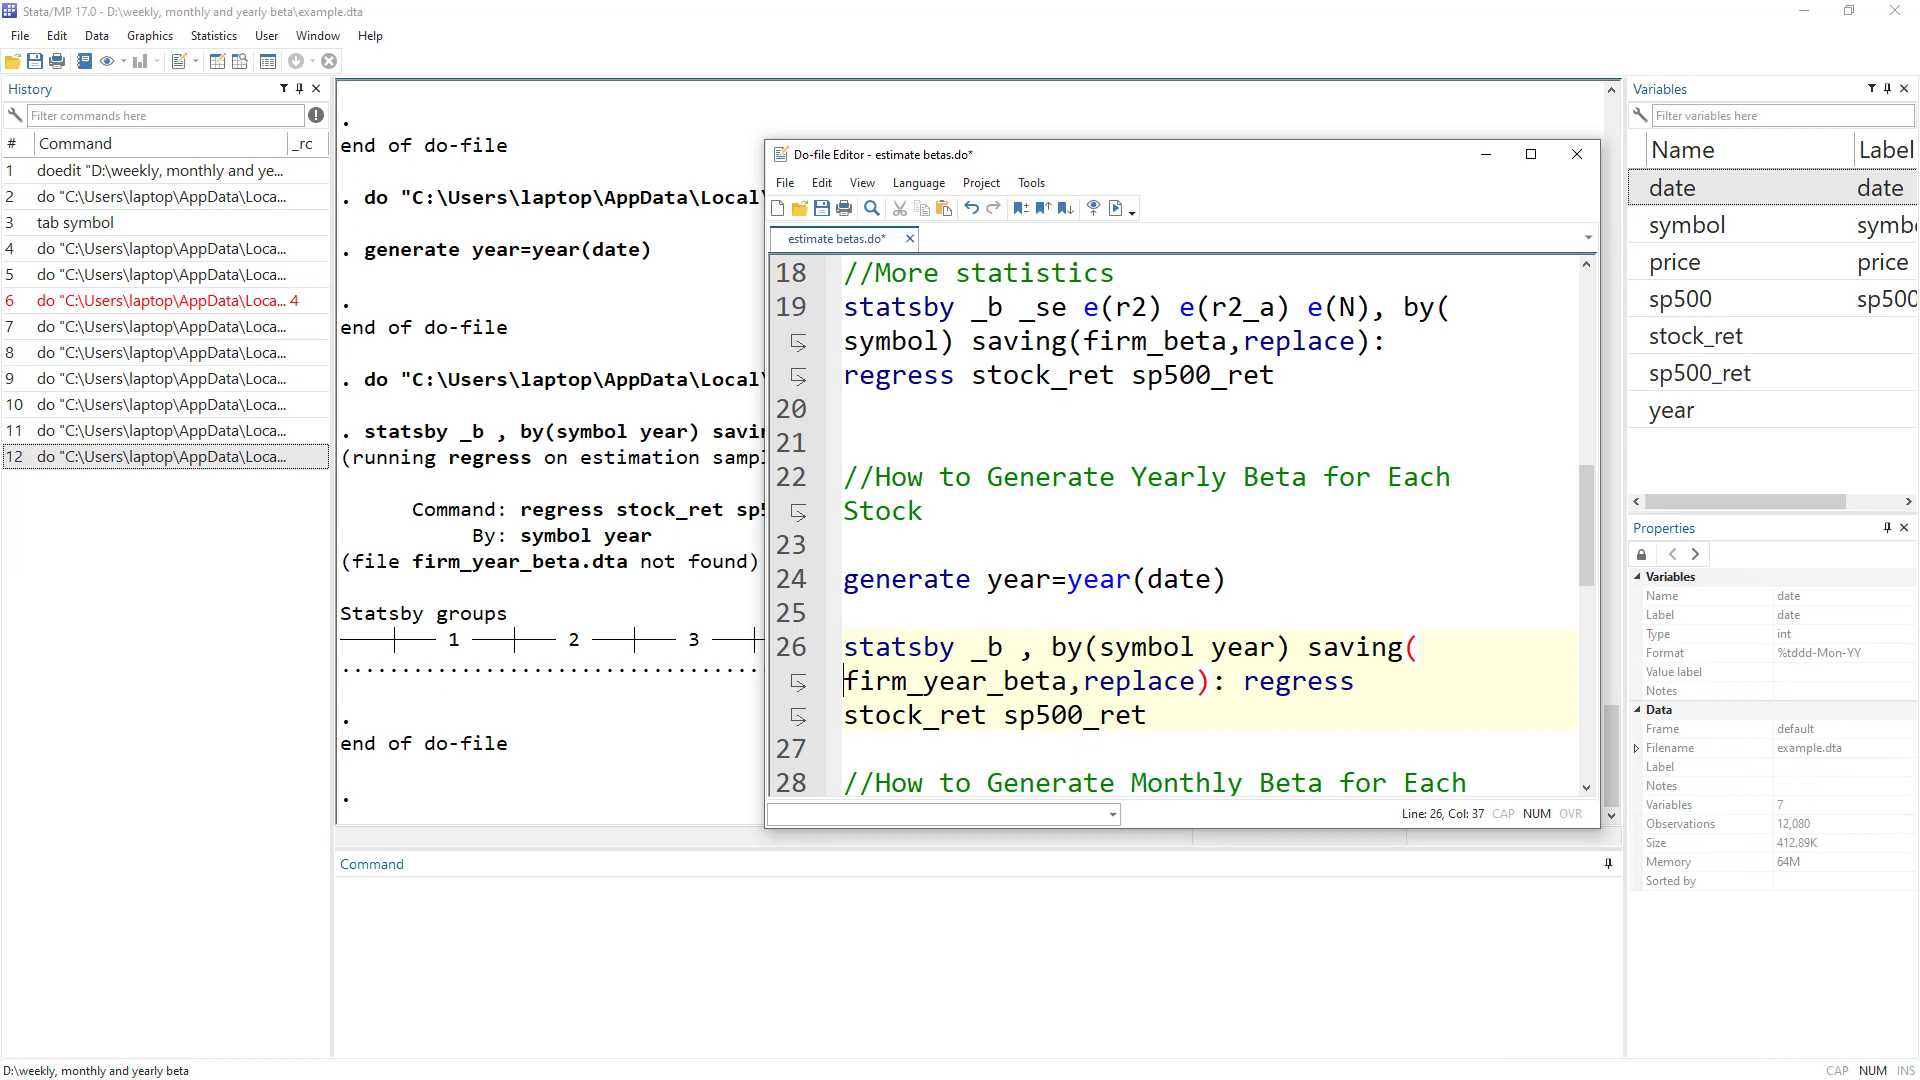 Stata/MP 17.0 - D:\weekly, monthly and yearly beta\example.dta
File Edit Data Graphics Statistics User Window Help
History
Filter commands here
# Command _rc
1 doedit "D:\weekly, monthly and ye...
2 do "C:\Users\laptop\AppData\Loca...
3 tab symbol
4 do "C:\Users\laptop\AppData\Loca...
5 do "C:\Users\laptop\AppData\Loca...
6 do "C:\Users\laptop\AppData\Loca... 4
7 do "C:\Users\laptop\AppData\Loca...
8 do "C:\Users\laptop\AppData\Loca...
9 do "C:\Users\laptop\AppData\Loca...
10 do "C:\Users\laptop\AppData\Loca...
11 do "C:\Users\laptop\AppData\Loca...
12 do "C:\Users\laptop\AppData\Loca...
.
end of do-file
. do "C:\Users\laptop\AppData\Local\
. generate year=year(date)
.
end of do-file
. do "C:\Users\laptop\AppData\Local\
. statsby _b , by(symbol year) savin
(running regress on estimation sampl
Command: regress stock_ret sp5
By: symbol year
(file firm_year_beta.dta not found)
Statsby groups
1 2 3
..................................................
.
end of do-file
.
Do-file Editor - estimate betas.do*
File Edit View Language Project Tools
estimate betas.do*
18 //More statistics
19 statsby _b _se e(r2) e(r2_a) e(N), by(
symbol) saving(firm_beta,replace):
regress stock_ret sp500_ret
20
21
22 //How to Generate Yearly Beta for Each
Stock
23
24 generate year=year(date)
25
26 statsby _b , by(symbol year) saving(
firm_year_beta,replace): regress
stock_ret sp500_ret
27
28 //How to Generate Monthly Beta for Each
Line: 26, Col: 37 CAP NUM OVR
Command
Variables
Filter variables here
Name Label
date date
symbol symbo
price price
sp500 sp500
stock_ret
sp500_ret
year
Properties
Variables
Name date
Label date
Type int
Format %tddd-Mon-YY
Value label
Notes
Data
Frame default
Filename example.dta
Label
Notes
Variables 7
Observations 12,080
Size 412.89K
Memory 64M
Sorted by
D:\weekly, monthly and yearly beta
CAP NUM INS